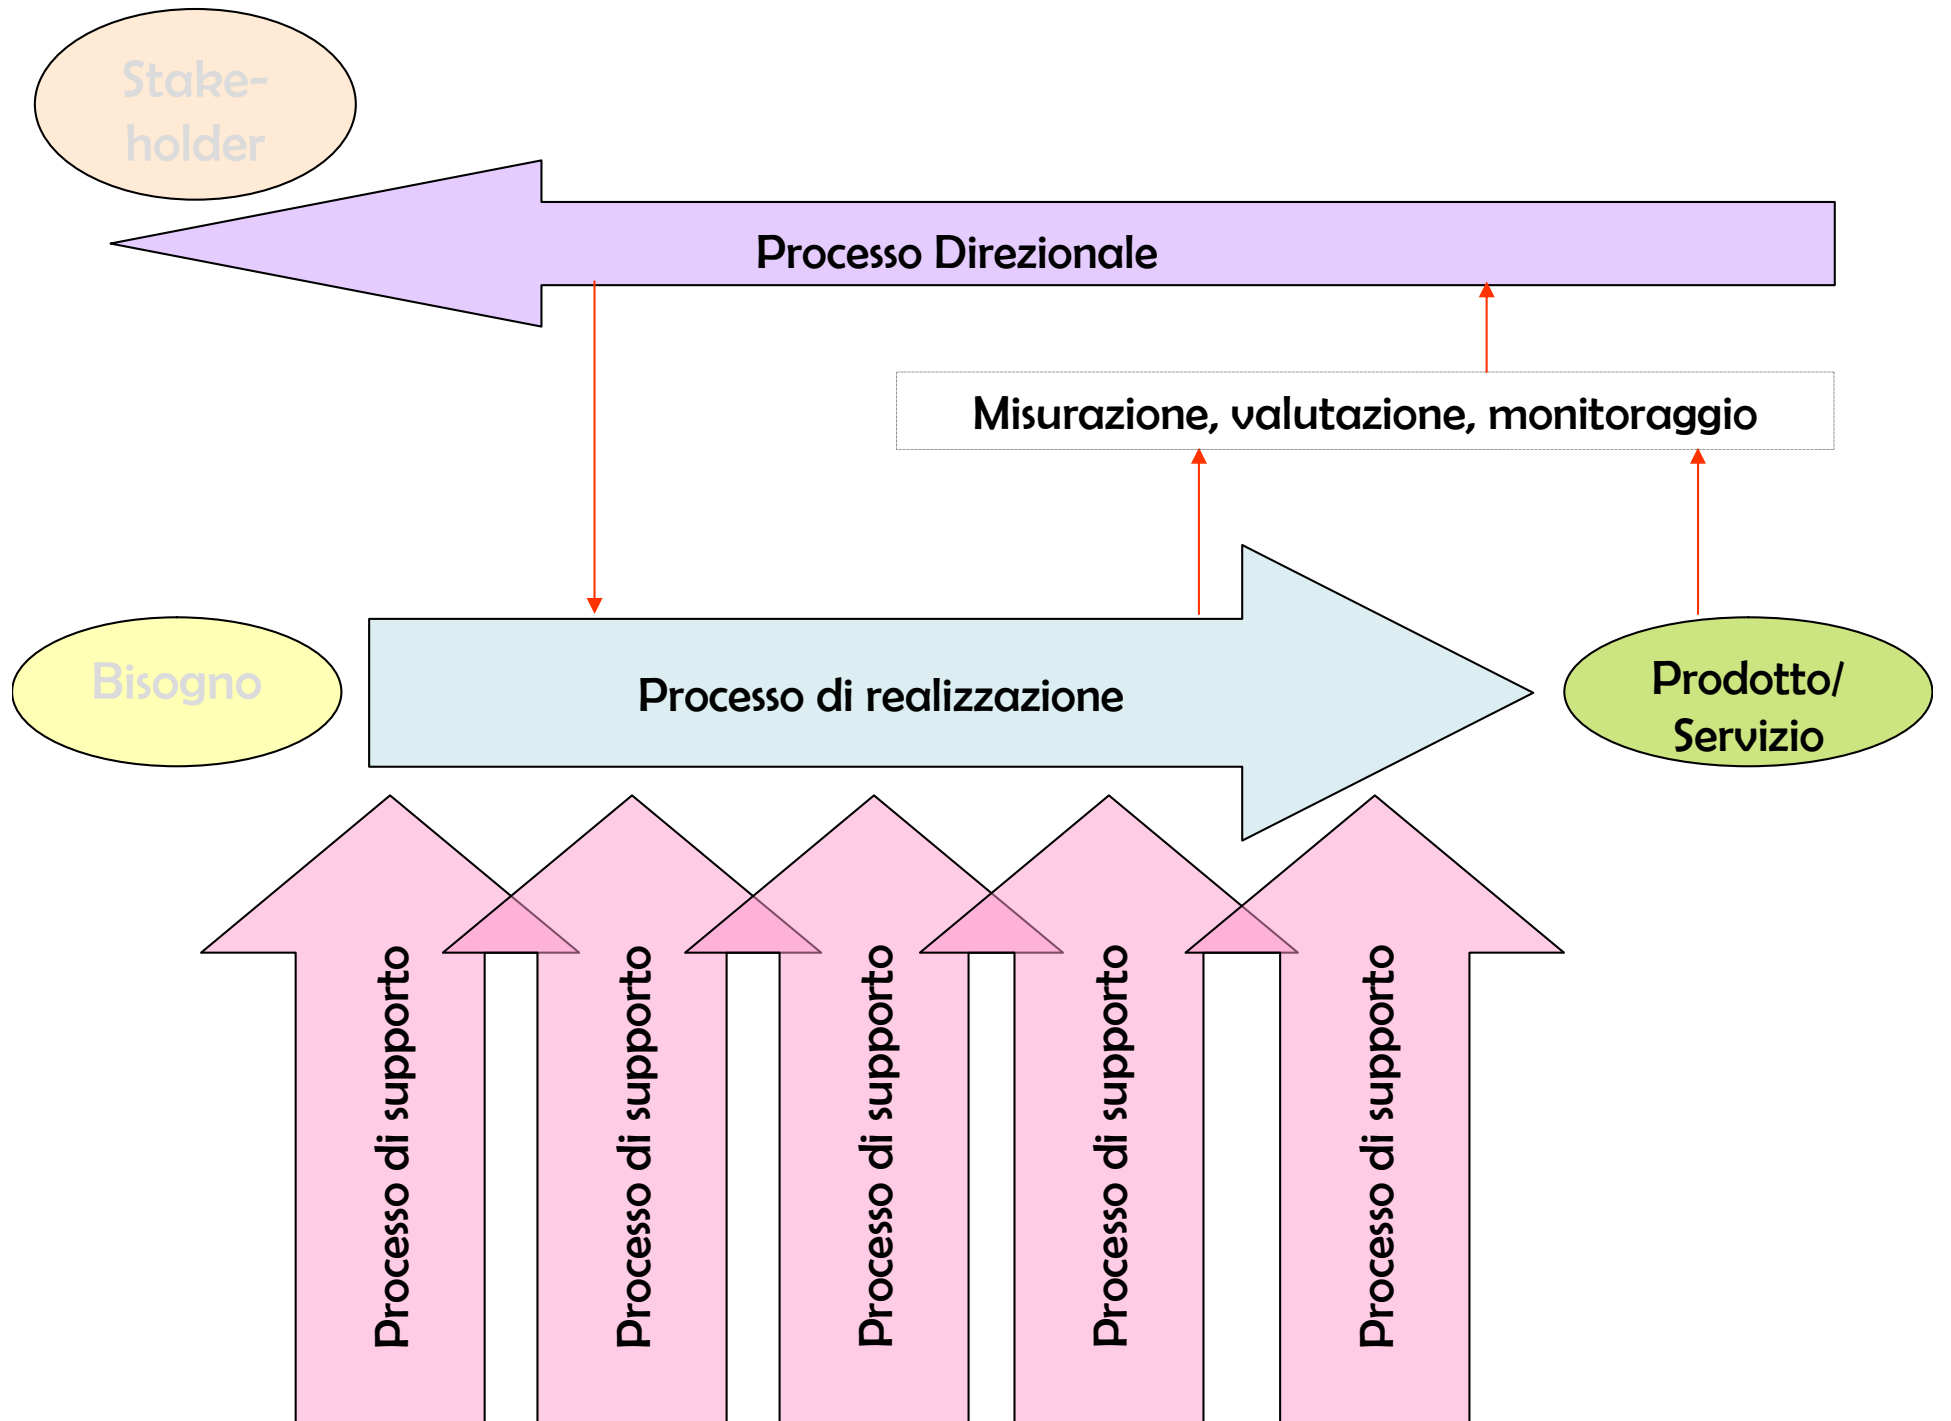 Stake-
holder
Processo Direzionale
Misurazione, valutazione, monitoraggio
Bisogno
Processo di realizzazione
Prodotto/
Servizio
Processo di supporto
Processo di supporto
Processo di supporto
Processo di supporto
Processo di supporto